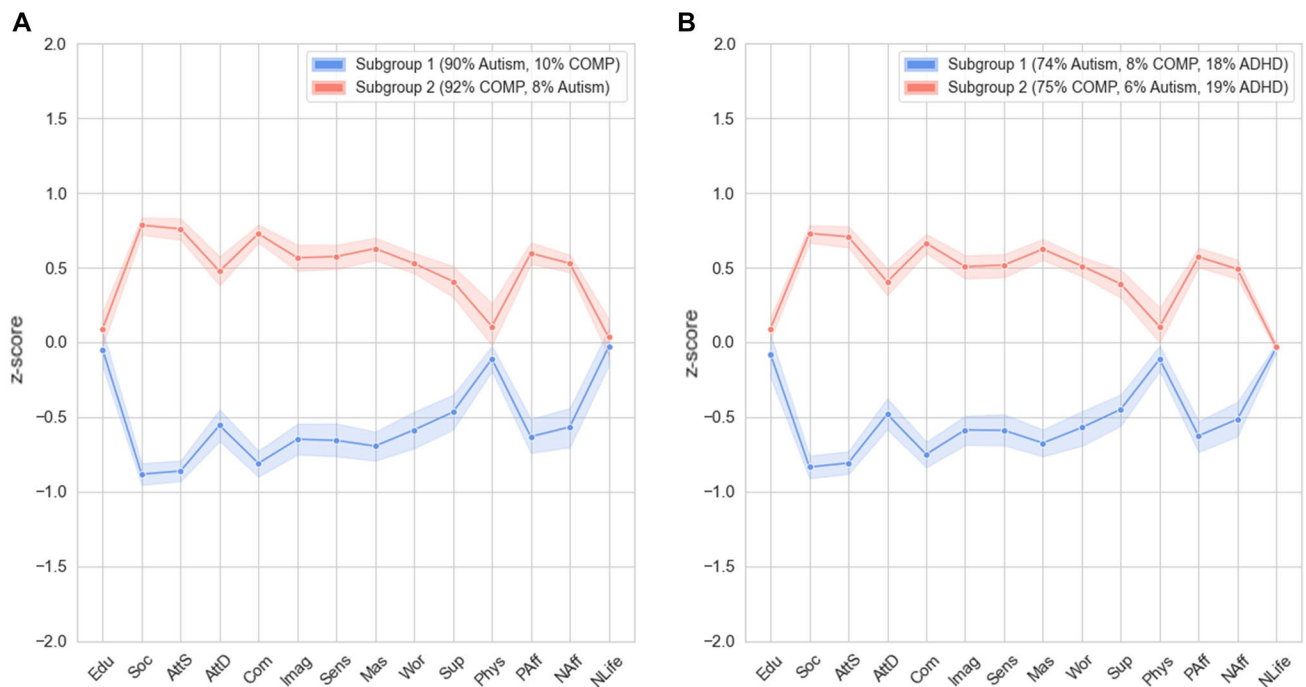 A
2.0
1.5
1.0
0.5
0.0
−0.5
−1.0
−1.5
−2.0
z-score
Subgroup 1 (90% Autism, 10% COMP)
Subgroup 2 (92% COMP, 8% Autism)
Edu Soc AttS AttD Com Imag Sens Mas Wor Sup Phys PAff NAff NLife
B
2.0
1.5
1.0
0.5
0.0
−0.5
−1.0
−1.5
−2.0
z-score
Subgroup 1 (74% Autism, 8% COMP, 18% ADHD)
Subgroup 2 (75% COMP, 6% Autism, 19% ADHD)
Edu Soc AttS AttD Com Imag Sens Mas Wor Sup Phys PAff NAff NLife